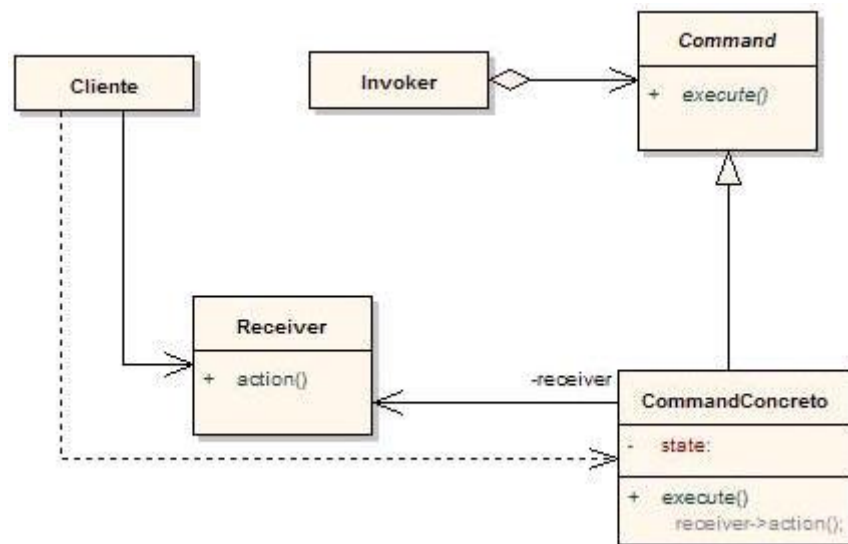 Cliente
Invoker
Command
+ execute()
Receiver
+ action()
-receiver
CommandConcreto
- state:
+ execute()
receiver->action();